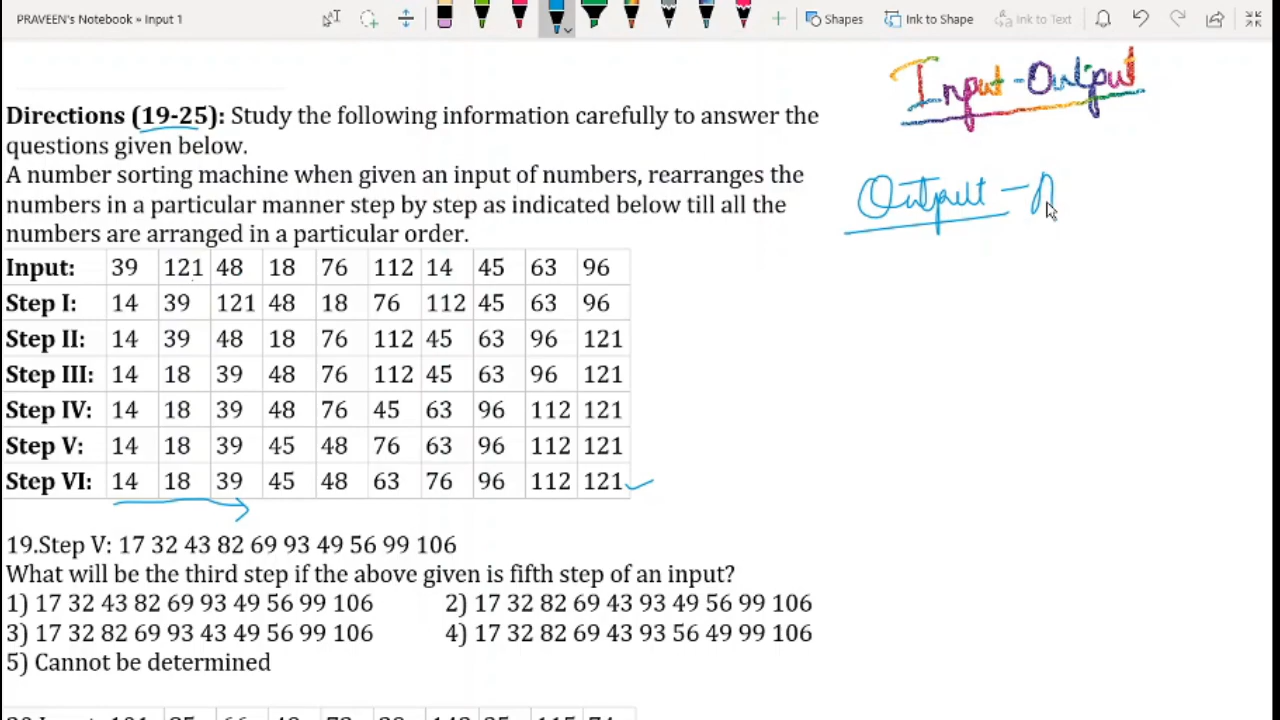 PRAVEEN's Notebook » Input 1
Shapes
Ink to Shape
Ink to Text
Input - Output
Directions (19-25): Study the following information carefully to answer the
questions given below.
A number sorting machine when given an input of numbers, rearranges the
numbers in a particular manner step by step as indicated below till all the
numbers are arranged in a particular order.
Output -
Input: 39 121 48 18 76 112 14 45 63 96
Step I: 14 39 121 48 18 76 112 45 63 96
Step II: 14 39 48 18 76 112 45 63 96 121
Step III: 14 18 39 48 76 112 45 63 96 121
Step IV: 14 18 39 48 76 45 63 96 112 121
Step V: 14 18 39 45 48 76 63 96 112 121
Step VI: 14 18 39 45 48 63 76 96 112 121
19.Step V: 17 32 43 82 69 93 49 56 99 106
What will be the third step if the above given is fifth step of an input?
1) 17 32 43 82 69 93 49 56 99 106 2) 17 32 82 69 43 93 49 56 99 106
3) 17 32 82 69 93 43 49 56 99 106 4) 17 32 82 69 43 93 56 49 99 106
5) Cannot be determined